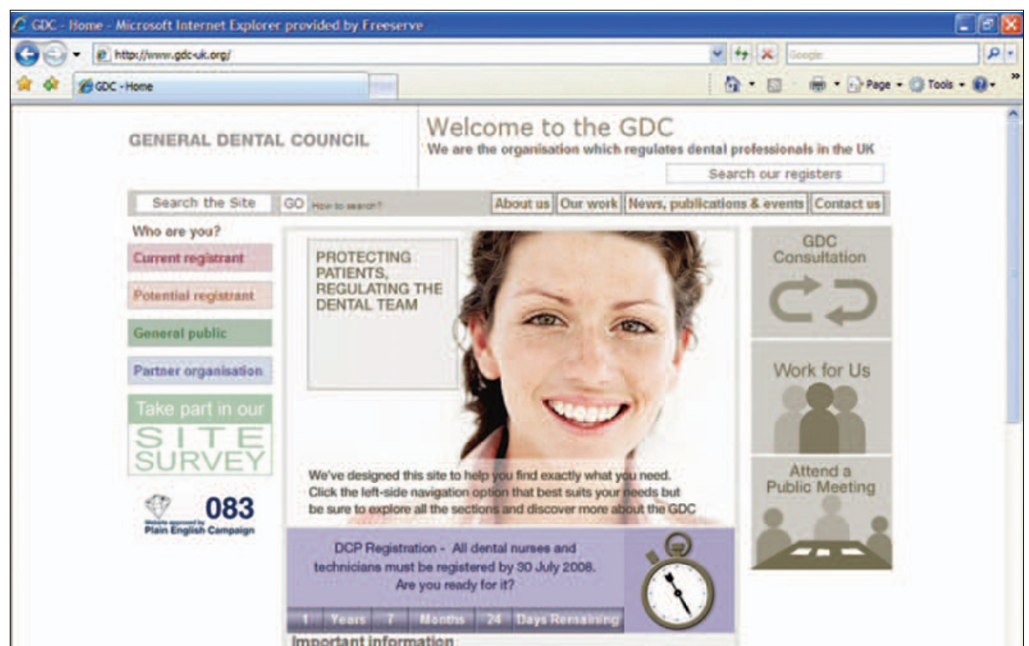 GDC - Home - Microsoft Internet Explorer provided by Freeserve
http://www.gdc-uk.org/
Google
GDC - Home
Page
Tools
GENERAL DENTAL COUNCIL
Welcome to the GDC
We are the organisation which regulates dental professionals in the UK
Search our registers
Search the Site
GO
How to search?
About us
Our work
News, publications & events
Contact us
Who are you?
Current registrant
Potential registrant
General public
Partner organisation
Take part in our
SITE
SURVEY
083
Website approved by
Plain English Campaign
PROTECTING
PATIENTS,
REGULATING THE
DENTAL TEAM
We've designed this site to help you find exactly what you need.
Click the left-side navigation option that best suits your needs but
be sure to explore all the sections and discover more about the GDC
DCP Registration - All dental nurses and
technicians must be registered by 30 July 2008.
Are you ready for it?
1 Years 7 Months 24 Days Remaining
Important information
GDC
Consultation
Work for Us
Attend a
Public Meeting